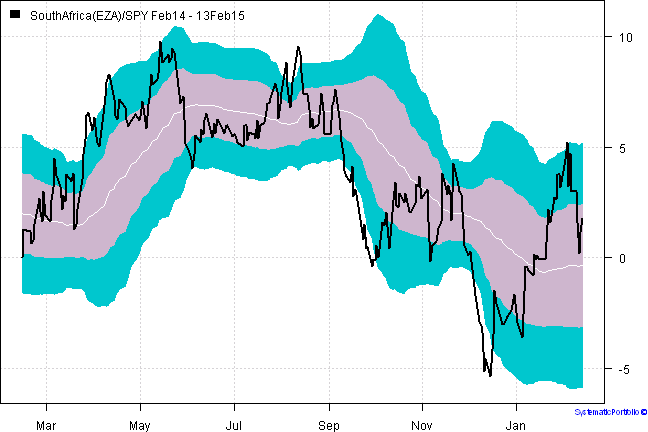 SouthAfrica(EZA)/SPY Feb14 - 13Feb15
10
5
0
-5
Mar May Jul Sep Nov Jan
SystematicPortfolio ©